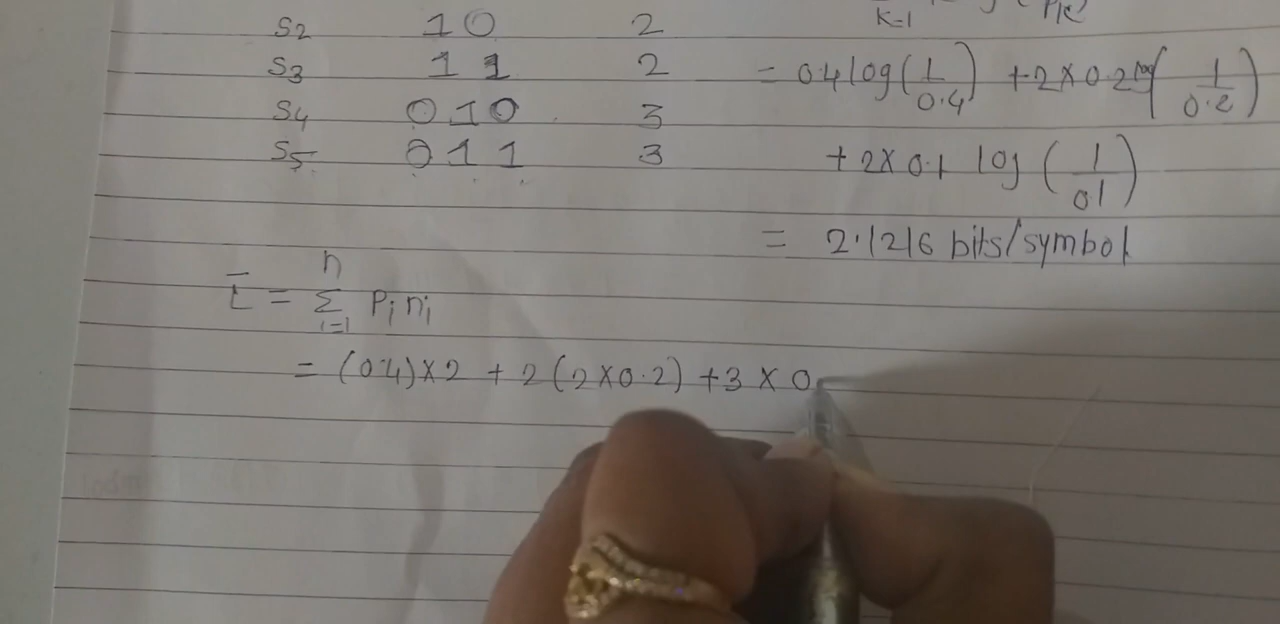 S2 10 2
K=1
S3 11 2 = 0.4 log(1/0.4) + 2 × 0.2 log(1/0.2)
S4 010 3
S5 011 3 + 2 × 0.1 log(1/0.1)
= 2.1216 bits/symbol
L̄ = n Σ i=1 Pi ni
= (0.4) × 2 + 2 (2 × 0.2) + 3 × 0